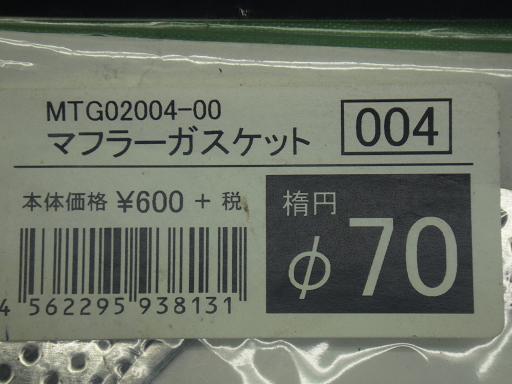 MTG02004-00
マフラーガスケット
004
本体価格 ¥600 + 税
楕円
φ70
4 562295 938131